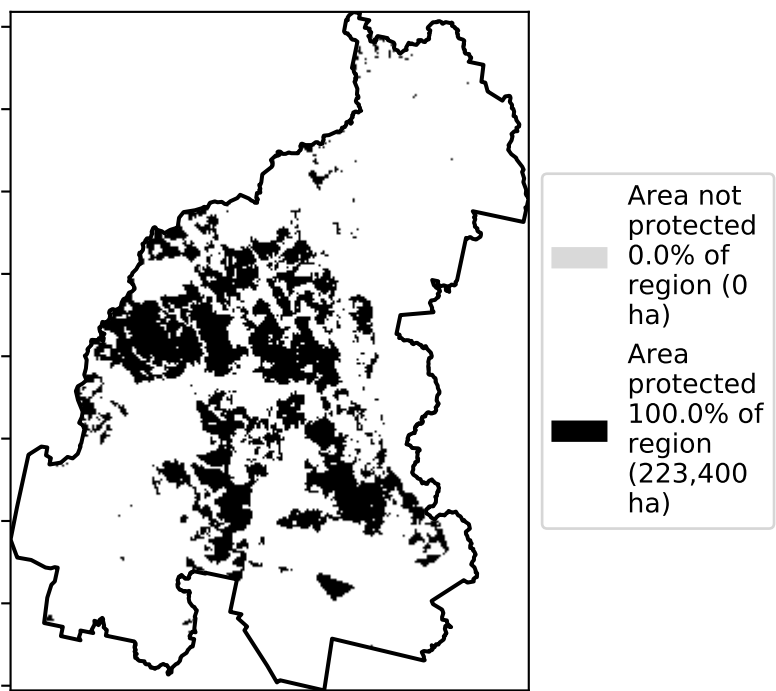 Area not
protected
0.0% of
region (0
ha)
Area
protected
100.0% of
region
(223,400
ha)